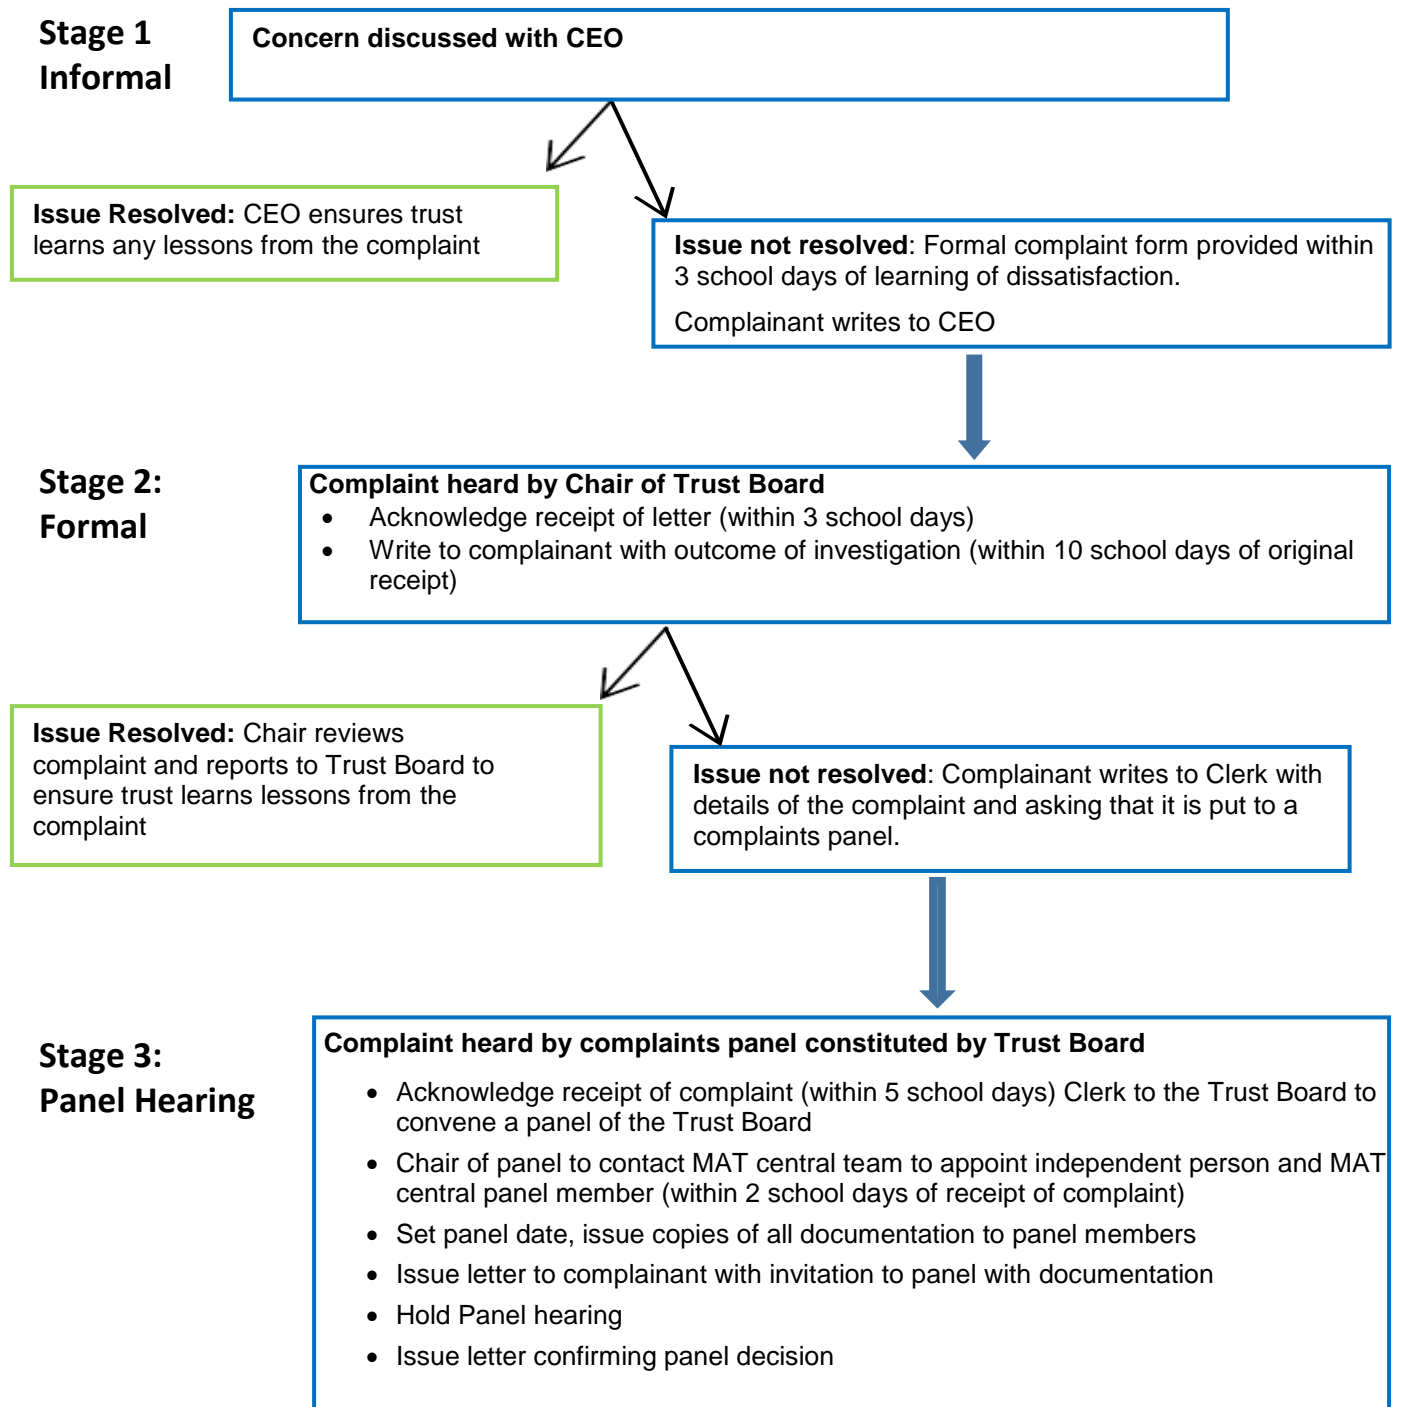 Stage 1
Informal
Concern discussed with CEO
Issue Resolved: CEO ensures trust
learns any lessons from the complaint
Issue not resolved: Formal complaint form provided within
3 school days of learning of dissatisfaction.
Complainant writes to CEO
Stage 2:
Formal
Complaint heard by Chair of Trust Board
• Acknowledge receipt of letter (within 3 school days)
• Write to complainant with outcome of investigation (within 10 school days of original
receipt)
Issue Resolved: Chair reviews
complaint and reports to Trust Board to
ensure trust learns lessons from the
complaint
Issue not resolved: Complainant writes to Clerk with
details of the complaint and asking that it is put to a
complaints panel.
Stage 3:
Panel Hearing
Complaint heard by complaints panel constituted by Trust Board
• Acknowledge receipt of complaint (within 5 school days) Clerk to the Trust Board to
convene a panel of the Trust Board
• Chair of panel to contact MAT central team to appoint independent person and MAT
central panel member (within 2 school days of receipt of complaint)
• Set panel date, issue copies of all documentation to panel members
• Issue letter to complainant with invitation to panel with documentation
• Hold Panel hearing
• Issue letter confirming panel decision